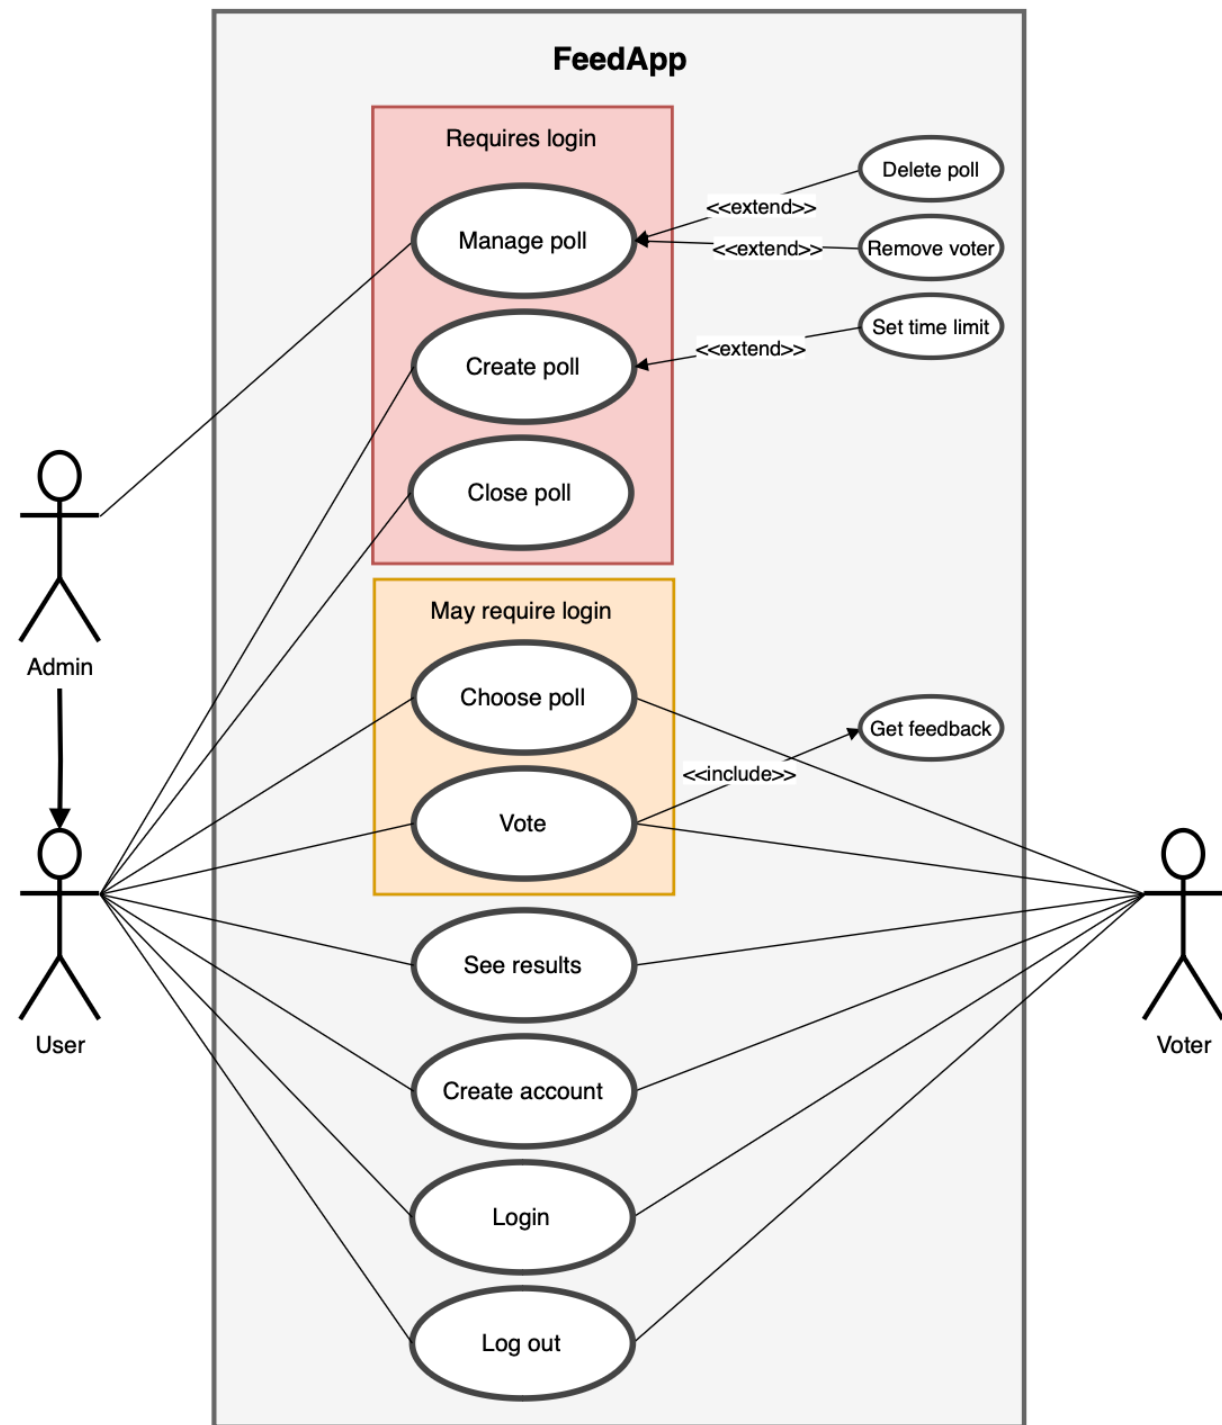 FeedApp
Requires login
Delete poll
<<extend>>
Manage poll
<<extend>>
Remove voter
Set time limit
<<extend>>
Create poll
Close poll
May require login
Admin
Choose poll
Get feedback
<<include>>
Vote
See results
User
Voter
Create account
Login
Log out